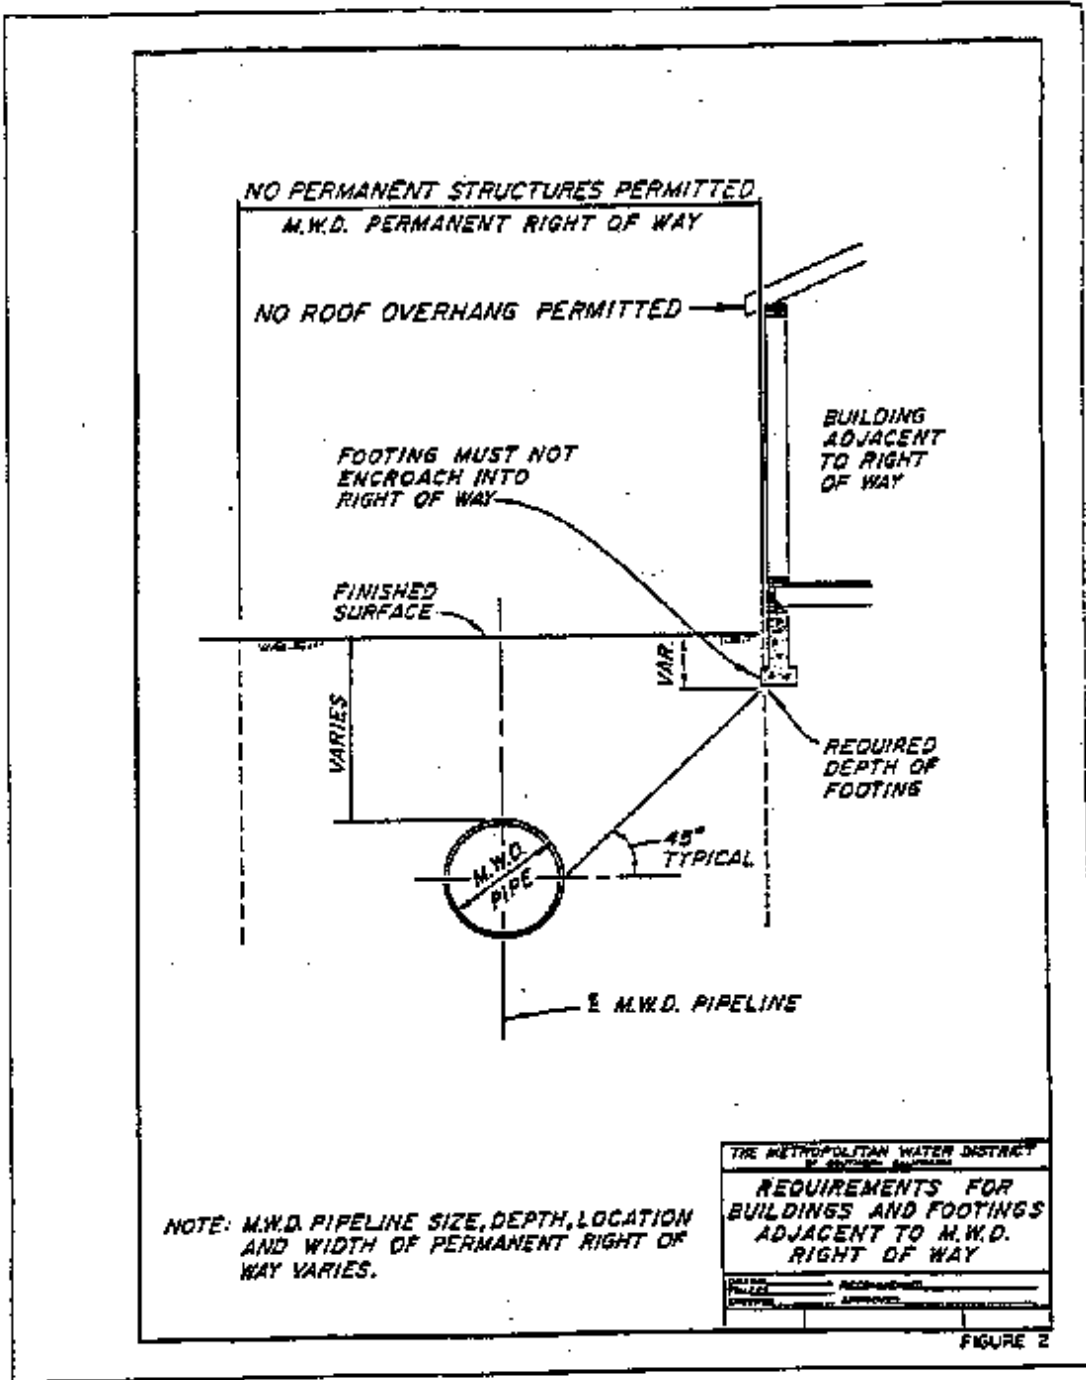 NO PERMANENT STRUCTURES PERMITTED
M.W.D. PERMANENT RIGHT OF WAY
NO ROOF OVERHANG PERMITTED
BUILDING
ADJACENT
TO RIGHT
OF WAY
FOOTING MUST NOT
ENCROACH INTO
RIGHT OF WAY
FINISHED
SURFACE
VARIES
VAR.
REQUIRED
DEPTH OF
FOOTING
45°
TYPICAL
M.W.D.
PIPE
M.W.D. PIPELINE
THE METROPOLITAN WATER DISTRICT
REQUIREMENTS FOR
BUILDINGS AND FOOTINGS
ADJACENT TO M.W.D.
RIGHT OF WAY
NOTE: M.W.D. PIPELINE SIZE, DEPTH, LOCATION
AND WIDTH OF PERMANENT RIGHT OF
WAY VARIES.
FIGURE 2